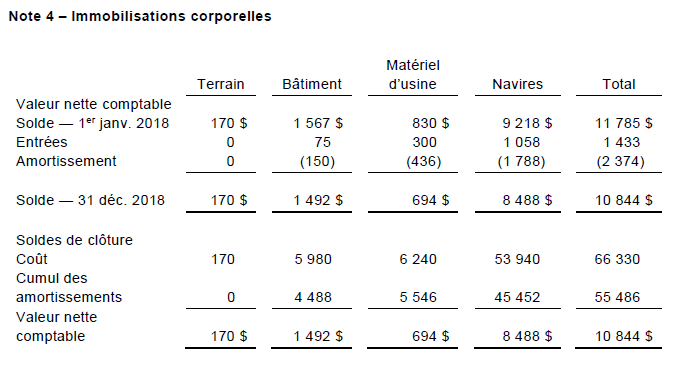 Note 4 – Immobilisations corporelles
Matériel
Terrain Bâtiment d'usine Navires Total
Valeur nette comptable
Solde — 1er janv. 2018 170 $ 1 567 $ 830 $ 9 218 $ 11 785 $
Entrées 0 75 300 1 058 1 433
Amortissement 0 (150) (436) (1 788) (2 374)
Solde — 31 déc. 2018 170 $ 1 492 $ 694 $ 8 488 $ 10 844 $
Soldes de clôture
Coût 170 5 980 6 240 53 940 66 330
Cumul des
amortissements 0 4 488 5 546 45 452 55 486
Valeur nette
comptable 170 $ 1 492 $ 694 $ 8 488 $ 10 844 $